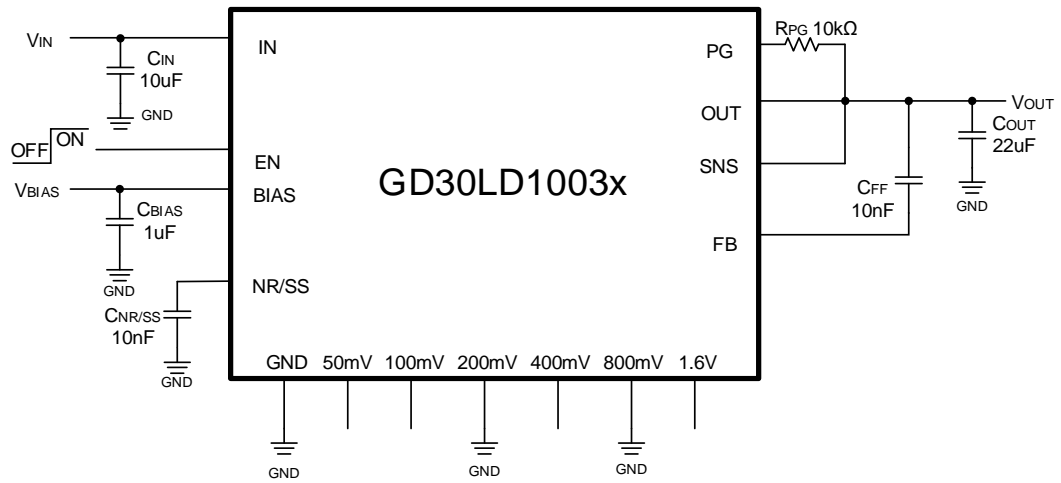 VIN
CIN
10uF
GND
OFF
ON
VBIAS
CBIAS
1uF
GND
CNR/SS
10nF
GND
IN
EN
BIAS
NR/SS
GD30LD1003x
PG
OUT
SNS
FB
GND 50mV 100mV 200mV 400mV 800mV 1.6V
GND
GND
GND
RPG 10kΩ
VOUT
COUT
22uF
GND
CFF
10nF